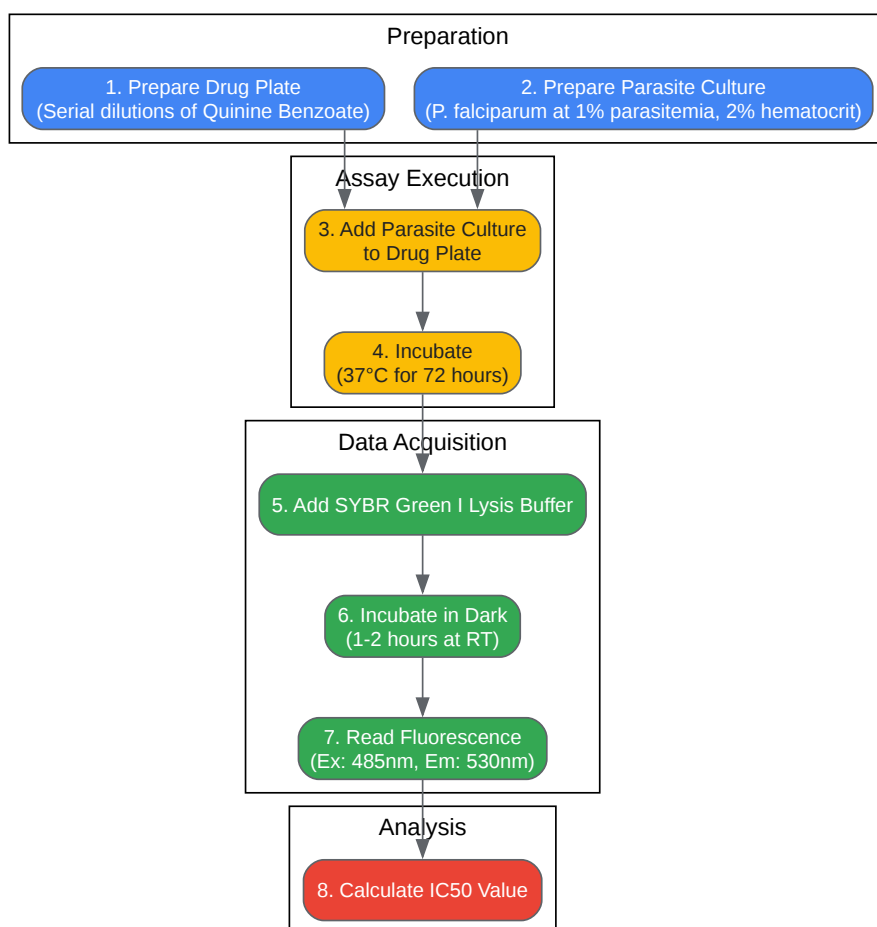 Preparation
1. Prepare Drug Plate
(Serial dilutions of Quinine Benzoate)
2. Prepare Parasite Culture
(P. falciparum at 1% parasitemia, 2% hematocrit)
Assay Execution
3. Add Parasite Culture
to Drug Plate
4. Incubate
(37°C for 72 hours)
Data Acquisition
5. Add SYBR Green I Lysis Buffer
6. Incubate in Dark
(1-2 hours at RT)
7. Read Fluorescence
(Ex: 485nm, Em: 530nm)
Analysis
8. Calculate IC50 Value